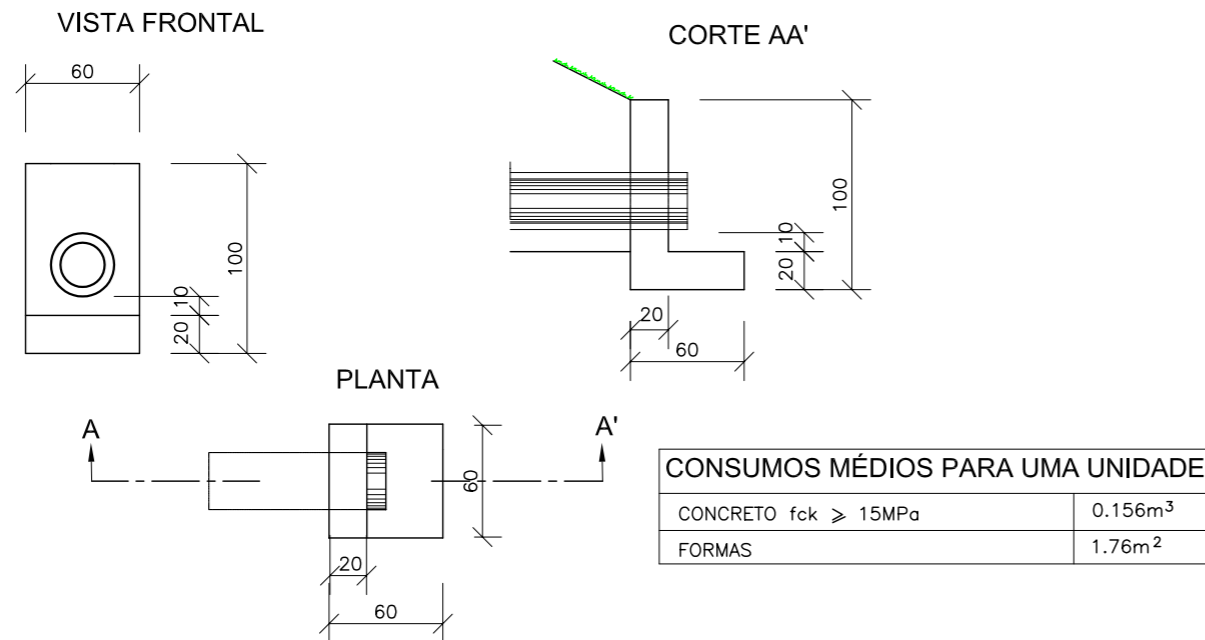 VISTA FRONTAL
60
100
10
20
CORTE AA'
100
10
20
20
60
PLANTA
A
A'
60
20
60
CONSUMOS MÉDIOS PARA UMA UNIDADE
CONCRETO fck ⩾ 15MPa 0.156m³
FORMAS 1.76m²